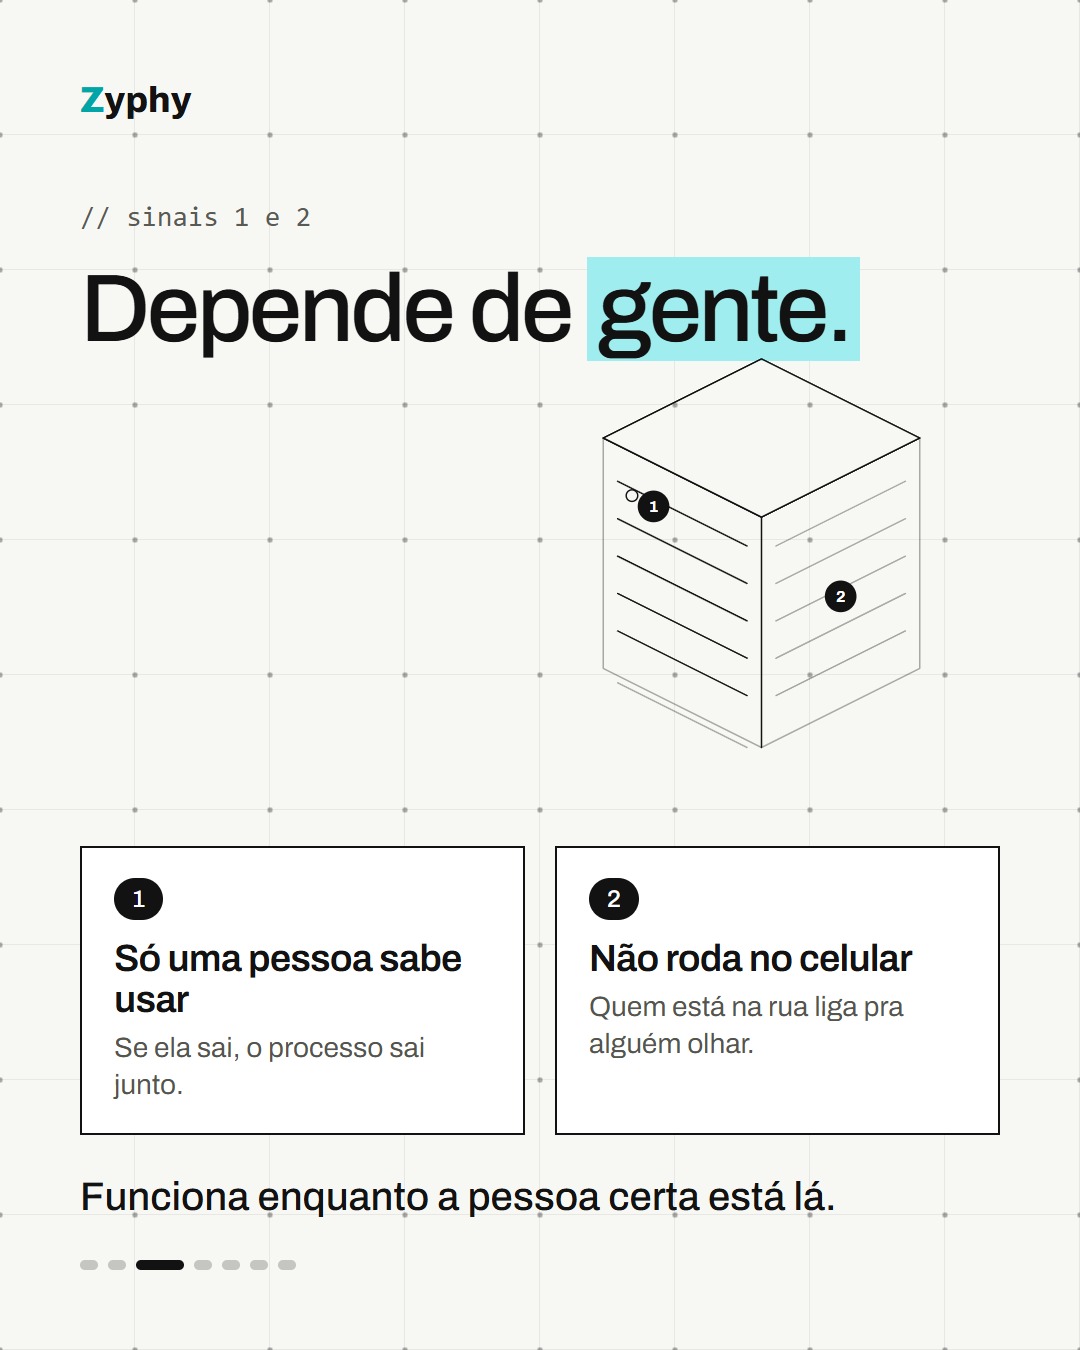 Zyphy
// sinais 1 e 2
Depende de gente.
1
2
1
Só uma pessoa sabe
usar
Se ela sai, o processo sai
junto.
2
Não roda no celular
Quem está na rua liga pra
alguém olhar.
Funciona enquanto a pessoa certa está lá.